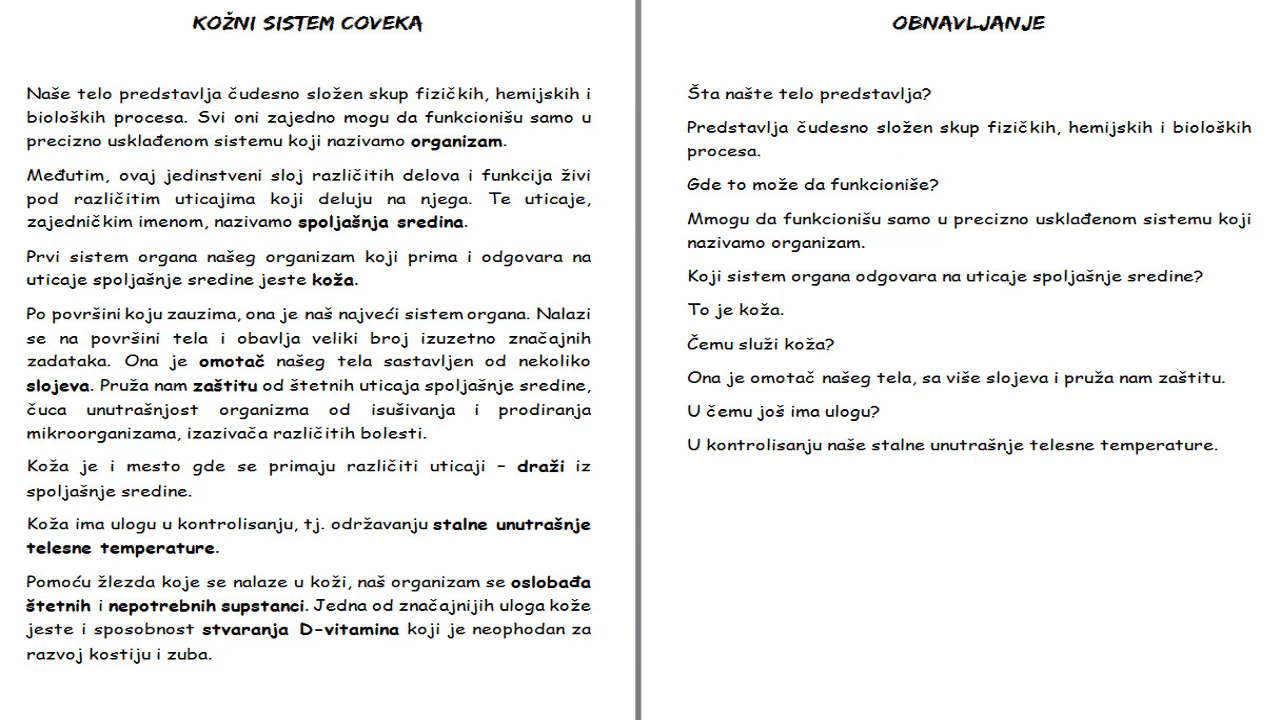 KOŽNI SISTEM COVEKA
Naše telo predstavlja čudesno složen skup fizičkih, hemijskih i
bioloških procesa. Svi oni zajedno mogu da funkcionišu samo u
precizno usklađenom sistemu koji nazivamo organizam.
Međutim, ovaj jedinstveni sloj različitih delova i funkcija živi
pod različitim uticajima koji deluju na njega. Te uticaje,
zajedničkim imenom, nazivamo spoljašnja sredina.
Prvi sistem organa našeg organizam koji prima i odgovara na
uticaje spoljašnje sredine jeste koža.
Po površini koju zauzima, ona je naš najveći sistem organa. Nalazi
se na površini tela i obavlja veliki broj izuzetno značajnih
zadataka. Ona je omotač našeg tela sastavljen od nekoliko
slojeva. Pruža nam zaštitu od štetnih uticaja spoljašnje sredine,
čuca unutrašnjost organizma od isušivanja i prodiranja
mikroorganizama, izazivača različitih bolesti.
Koža je i mesto gde se primaju različiti uticaji – draži iz
spoljašnje sredine.
Koža ima ulogu u kontrolisanju, tj. održavanju stalne unutrašnje
telesne temperature.
Pomoću žlezda koje se nalaze u koži, naš organizam se oslobađa
štetnih i nepotrebnih supstanci. Jedna od značajnijih uloga kože
jeste i sposobnost stvaranja D-vitamina koji je neophodan za
razvoj kostiju i zuba.
OBNAVLJANJE
Šta našte telo predstavlja?
Predstavlja čudesno složen skup fizičkih, hemijskih i bioloških
procesa.
Gde to može da funkcioniše?
Mmogu da funkcionišu samo u precizno usklađenom sistemu koji
nazivamo organizam.
Koji sistem organa odgovara na uticaje spoljašnje sredine?
To je koža.
Čemu služi koža?
Ona je omotač našeg tela, sa više slojeva i pruža nam zaštitu.
U čemu još ima ulogu?
U kontrolisanju naše stalne unutrašnje telesne temperature.